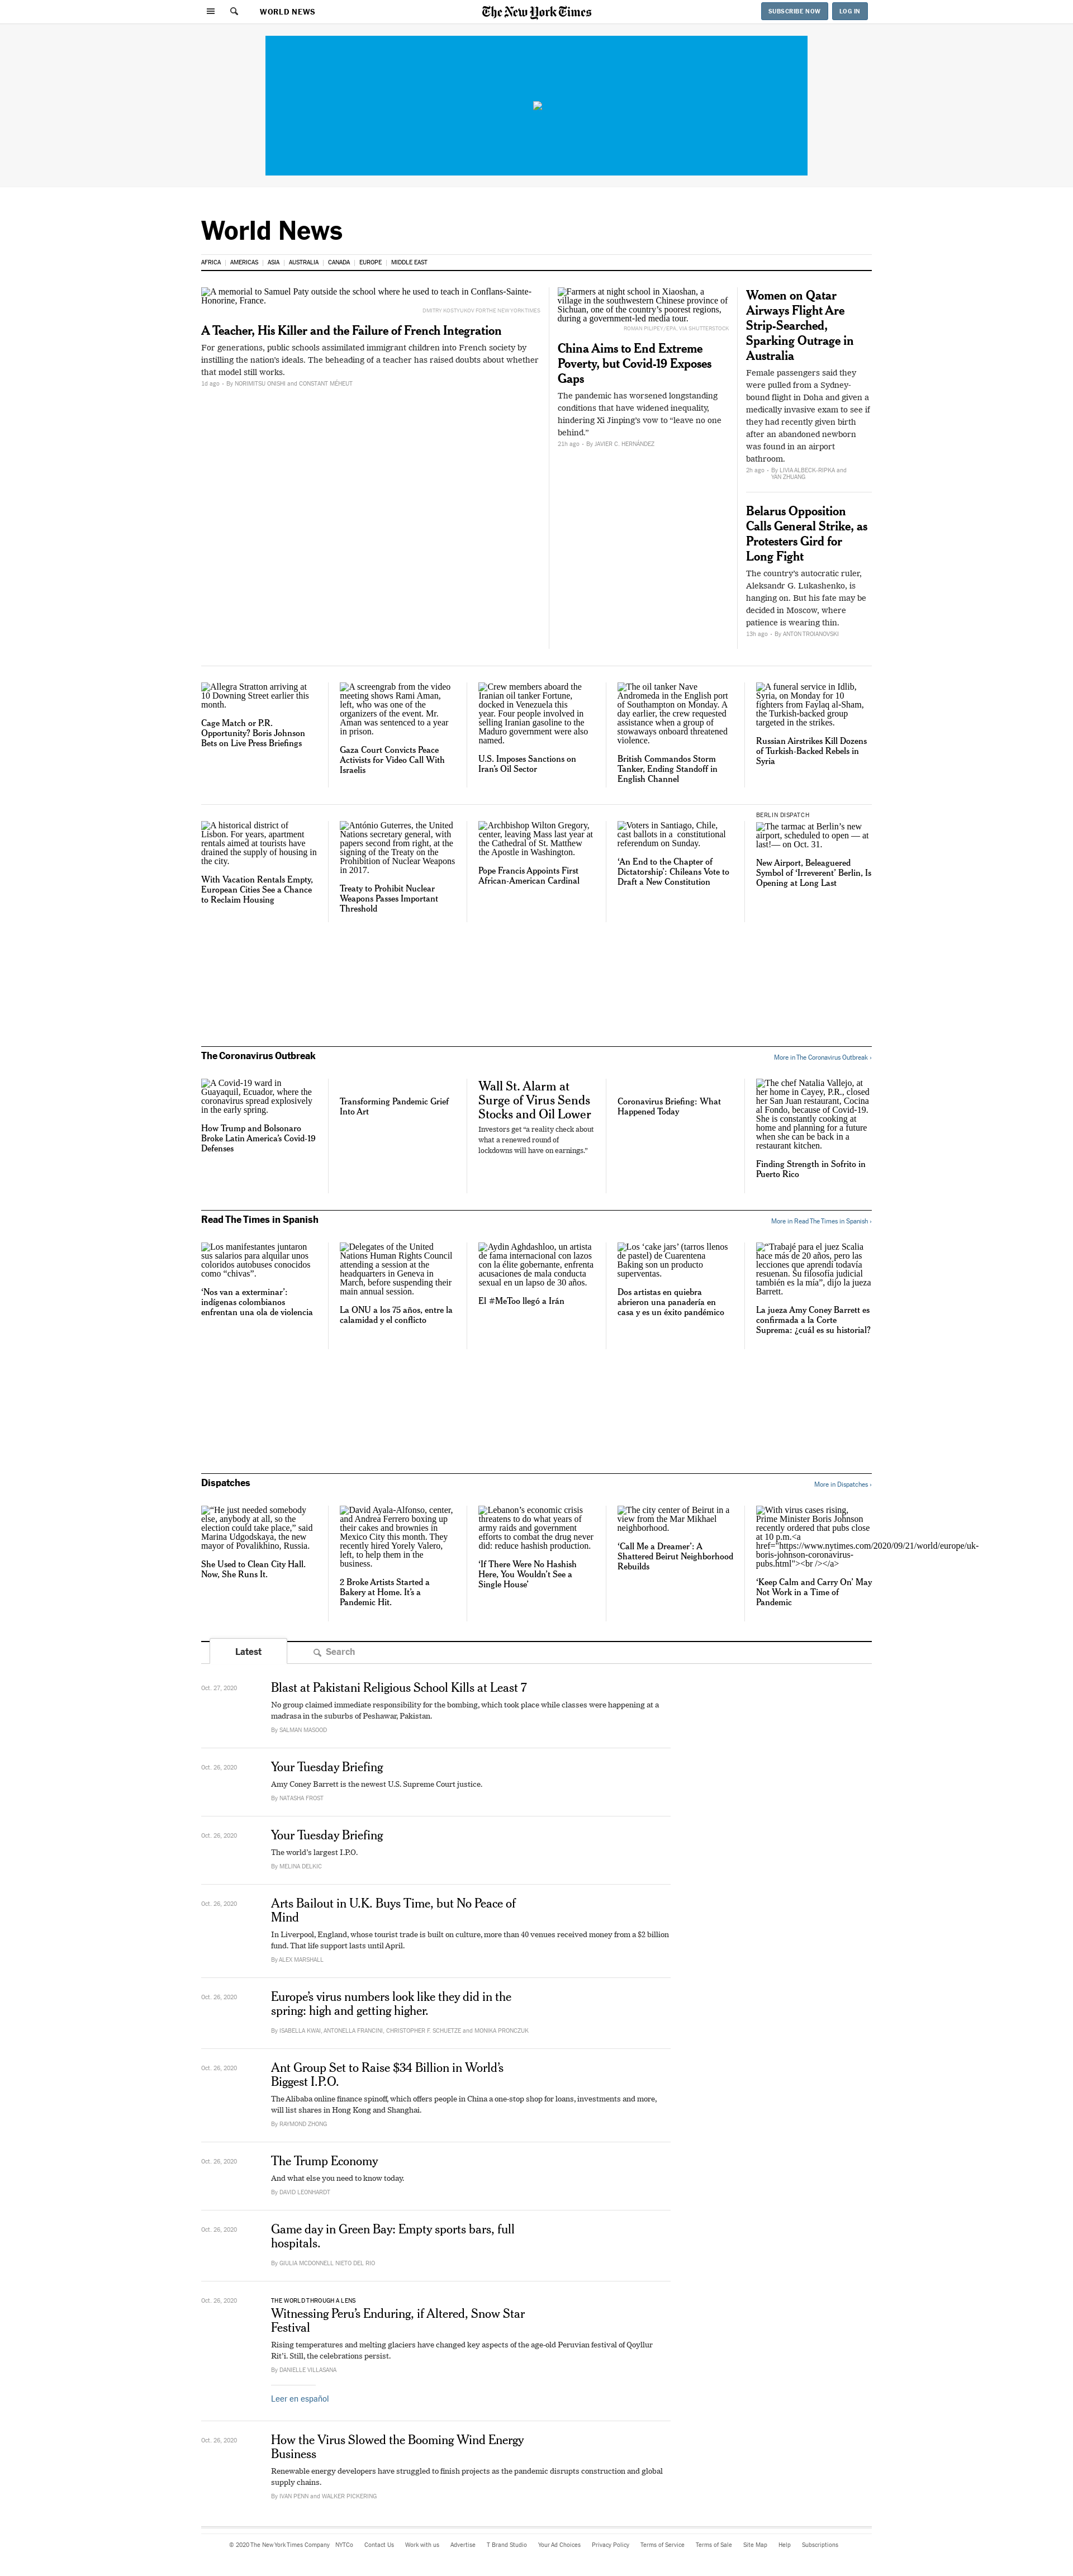 WORLD NEWS
The New York Times
SUBSCRIBE NOW
LOG IN
World News
AFRICA
AMERICAS
ASIA
AUSTRALIA
CANADA
EUROPE
MIDDLE EAST
A memorial to Samuel Paty outside the school where he used to teach in Conflans-Sainte-
Honorine, France.
DMITRY KOSTYUKOV FOR THE NEW YORK TIMES
A Teacher, His Killer and the Failure of French Integration
For generations, public schools assimilated immigrant children into French society by
instilling the nation's ideals. The beheading of a teacher has raised doubts about whether
that model still works.
1d ago - By NORIMITSU ONISHI and CONSTANT MÉHEUT
Farmers at night school in Xiaoshan, a
village in the southwestern Chinese province of
Sichuan, one of the country's poorest regions,
during a government-led media tour.
ROMAN PILIPEY/EPA, VIA SHUTTERSTOCK
China Aims to End Extreme
Poverty, but Covid-19 Exposes
Gaps
The pandemic has worsened longstanding
conditions that have widened inequality,
hindering Xi Jinping's vow to "leave no one
behind."
21h ago - By JAVIER C. HERNÁNDEZ
Women on Qatar
Airways Flight Are
Strip-Searched,
Sparking Outrage in
Australia
Female passengers said they
were pulled from a Sydney-
bound flight in Doha and given a
medically invasive exam to see if
they had recently given birth
after an abandoned newborn
was found in an airport
bathroom.
2h ago - By LIVIA ALBECK-RIPKA and
YAN ZHUANG
Belarus Opposition
Calls General Strike, as
Protesters Gird for
Long Fight
The country's autocratic ruler,
Aleksandr G. Lukashenko, is
hanging on. But his fate may be
decided in Moscow, where
patience is wearing thin.
13h ago - By ANTON TROIANOVSKI
Allegra Stratton arriving at
10 Downing Street earlier this
month.
Cage Match or P.R.
Opportunity? Boris Johnson
Bets on Live Press Briefings
A screengrab from the video
meeting shows Rami Aman,
left, who was one of the
organizers of the event. Mr.
Aman was sentenced to a year
in prison.
Gaza Court Convicts Peace
Activists for Video Call With
Israelis
Crew members aboard the
Iranian oil tanker Fortune,
docked in Venezuela this
year. Four people involved in
selling Iranian gasoline to the
Maduro government were also
named.
U.S. Imposes Sanctions on
Iran's Oil Sector
The oil tanker Nave
Andromeda in the English port
of Southampton on Monday. A
day earlier, the crew requested
assistance when a group of
stowaways onboard threatened
violence.
British Commandos Storm
Tanker, Ending Standoff in
English Channel
A funeral service in Idlib,
Syria, on Monday for 10
fighters from Faylaq al-Sham,
the Turkish-backed group
targeted in the strikes.
Russian Airstrikes Kill Dozens
of Turkish-Backed Rebels in
Syria
A historical district of
Lisbon. For years, apartment
rentals aimed at tourists have
drained the supply of housing in
the city.
With Vacation Rentals Empty,
European Cities See a Chance
to Reclaim Housing
António Guterres, the United
Nations secretary general, with
papers second from right, at the
signing of the Treaty on the
Prohibition of Nuclear Weapons
in 2017.
Treaty to Prohibit Nuclear
Weapons Passes Important
Threshold
Archbishop Wilton Gregory,
center, leaving Mass last year at
the Cathedral of St. Matthew
the Apostle in Washington.
Pope Francis Appoints First
African-American Cardinal
Voters in Santiago, Chile,
cast ballots in a constitutional
referendum on Sunday.
'An End to the Chapter of
Dictatorship': Chileans Vote to
Draft a New Constitution
BERLIN DISPATCH
The tarmac at Berlin's new
airport, scheduled to open — at
last!— on Oct. 31.
New Airport, Beleaguered
Symbol of 'Irreverent' Berlin, Is
Opening at Long Last
The Coronavirus Outbreak
More in The Coronavirus Outbreak ›
A Covid-19 ward in
Guayaquil, Ecuador, where the
coronavirus spread explosively
in the early spring.
How Trump and Bolsonaro
Broke Latin America's Covid-19
Defenses
Transforming Pandemic Grief
Into Art
Wall St. Alarm at
Surge of Virus Sends
Stocks and Oil Lower
Investors get "a reality check about
what a renewed round of
lockdowns will have on earnings."
Coronavirus Briefing: What
Happened Today
The chef Natalia Vallejo, at
her home in Cayey, P.R., closed
her San Juan restaurant, Cocina
al Fondo, because of Covid-19.
She is constantly cooking at
home and planning for a future
when she can be back in a
restaurant kitchen.
Finding Strength in Sofrito in
Puerto Rico
Read The Times in Spanish
More in Read The Times in Spanish ›
Los manifestantes juntaron
sus salarios para alquilar unos
coloridos autobuses conocidos
como "chivas".
'Nos van a exterminar':
indígenas colombianos
enfrentan una ola de violencia
Delegates of the United
Nations Human Rights Council
attending a session at the
headquarters in Geneva in
March, before suspending their
main annual session.
La ONU a los 75 años, entre la
calamidad y el conflicto
Aydin Aghdashloo, un artista
de fama internacional con lazos
con la élite gobernante, enfrenta
acusaciones de mala conducta
sexual en un lapso de 30 años.
El #MeToo llegó a Irán
Los 'cake jars' (tarros llenos
de pastel) de Cuarentena
Baking son un producto
superventas.
Dos artistas en quiebra
abrieron una panadería en
casa y es un éxito pandémico
"Trabajé para el juez Scalia
hace más de 20 años, pero las
lecciones que aprendí todavía
resuenan. Su filosofía judicial
también es la mía", dijo la jueza
Barrett.
La jueza Amy Coney Barrett es
confirmada a la Corte
Suprema: ¿cuál es su historial?
Dispatches
More in Dispatches ›
"He just needed somebody
else, anybody at all, so the
election could take place," said
Marina Udgodskaya, the new
mayor of Povalikhino, Russia.
She Used to Clean City Hall.
Now, She Runs It.
David Ayala-Alfonso, center,
and Andrea Ferrero boxing up
their cakes and brownies in
Mexico City this month. They
recently hired Yorely Valero,
left, to help them in the
business.
2 Broke Artists Started a
Bakery at Home. It's a
Pandemic Hit.
Lebanon's economic crisis
threatens to do what years of
army raids and government
efforts to combat the drug never
did: reduce hashish production.
'If There Were No Hashish
Here, You Wouldn't See a
Single House'
The city center of Beirut in a
view from the Mar Mikhael
neighborhood.
'Call Me a Dreamer': A
Shattered Beirut Neighborhood
Rebuilds
With virus cases rising,
Prime Minister Boris Johnson
recently ordered that pubs close
at 10 p.m.<a
href="https://www.nytimes.com/2020/09/21/world/europe/uk-
boris-johnson-coronavirus-
pubs.html"><br /></a>
'Keep Calm and Carry On' May
Not Work in a Time of
Pandemic
Latest
Search
Oct. 27, 2020
Blast at Pakistani Religious School Kills at Least 7
No group claimed immediate responsibility for the bombing, which took place while classes were happening at a
madrasa in the suburbs of Peshawar, Pakistan.
By SALMAN MASOOD
Oct. 26, 2020
Your Tuesday Briefing
Amy Coney Barrett is the newest U.S. Supreme Court justice.
By NATASHA FROST
Oct. 26, 2020
Your Tuesday Briefing
The world's largest I.P.O.
By MELINA DELKIC
Oct. 26, 2020
Arts Bailout in U.K. Buys Time, but No Peace of
Mind
In Liverpool, England, whose tourist trade is built on culture, more than 40 venues received money from a $2 billion
fund. That life support lasts until April.
By ALEX MARSHALL
Oct. 26, 2020
Europe's virus numbers look like they did in the
spring: high and getting higher.
By ISABELLA KWAI, ANTONELLA FRANCINI, CHRISTOPHER F. SCHUETZE and MONIKA PRONCZUK
Oct. 26, 2020
Ant Group Set to Raise $34 Billion in World's
Biggest I.P.O.
The Alibaba online finance spinoff, which offers people in China a one-stop shop for loans, investments and more,
will list shares in Hong Kong and Shanghai.
By RAYMOND ZHONG
Oct. 26, 2020
The Trump Economy
And what else you need to know today.
By DAVID LEONHARDT
Oct. 26, 2020
Game day in Green Bay: Empty sports bars, full
hospitals.
By GIULIA MCDONNELL NIETO DEL RIO
Oct. 26, 2020
THE WORLD THROUGH A LENS
Witnessing Peru's Enduring, if Altered, Snow Star
Festival
Rising temperatures and melting glaciers have changed key aspects of the age-old Peruvian festival of Qoyllur
Rit'i. Still, the celebrations persist.
By DANIELLE VILLASANA
Leer en español
Oct. 26, 2020
How the Virus Slowed the Booming Wind Energy
Business
Renewable energy developers have struggled to finish projects as the pandemic disrupts construction and global
supply chains.
By IVAN PENN and WALKER PICKERING
© 2020 The New York Times Company
NYTCo
Contact Us
Work with us
Advertise
T Brand Studio
Your Ad Choices
Privacy Policy
Terms of Service
Terms of Sale
Site Map
Help
Subscriptions